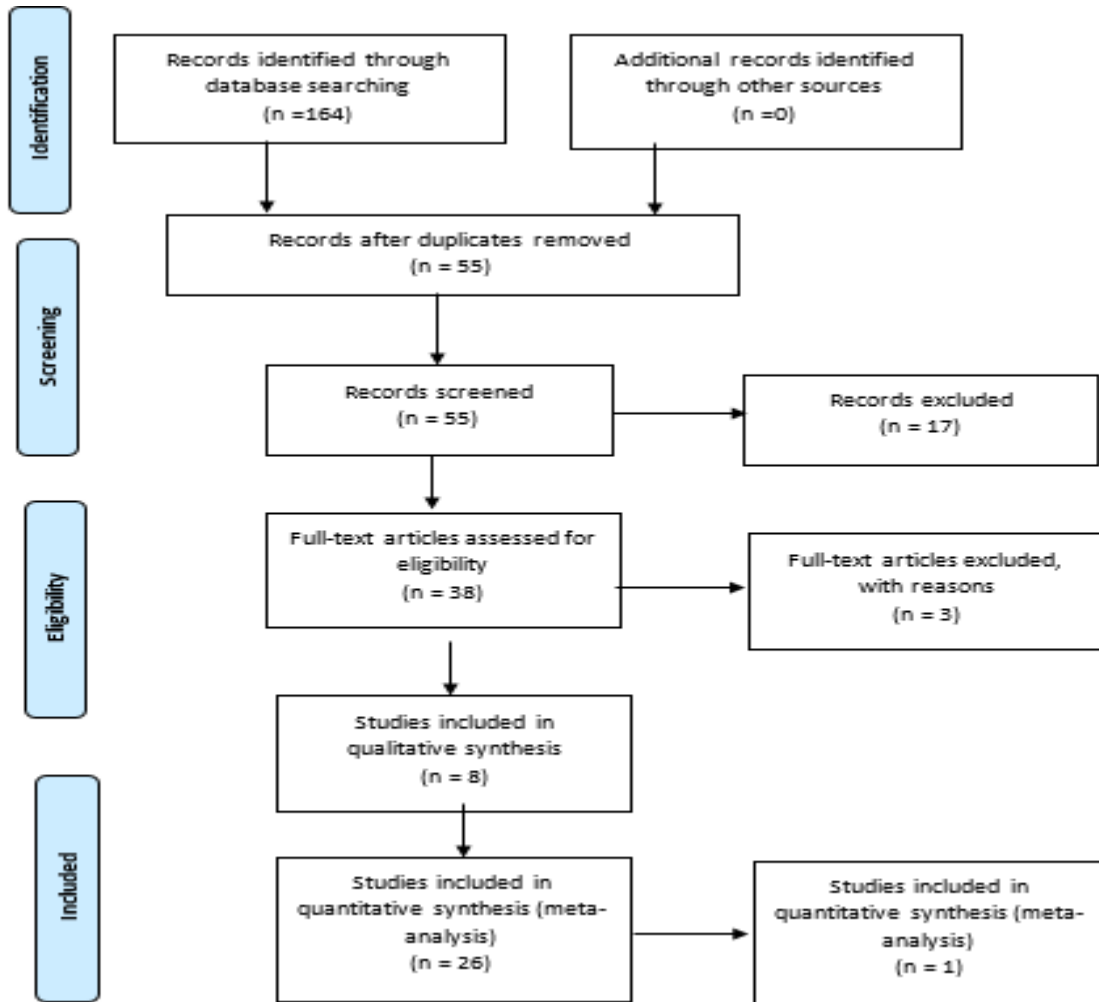 Identification
Records identified through
database searching
(n =164)
Additional records identified
through other sources
(n =0)
Records after duplicates removed
(n = 55)
Screening
Records screened
(n = 55)
Records excluded
(n = 17)
Eligibility
Full-text articles assessed for
eligibility
(n = 38)
Full-text articles excluded,
with reasons
(n = 3)
Studies included in
qualitative synthesis
(n = 8)
Included
Studies included in
quantitative synthesis (meta-
analysis)
(n = 26)
Studies included in
quantitative synthesis (meta-
analysis)
(n = 1)